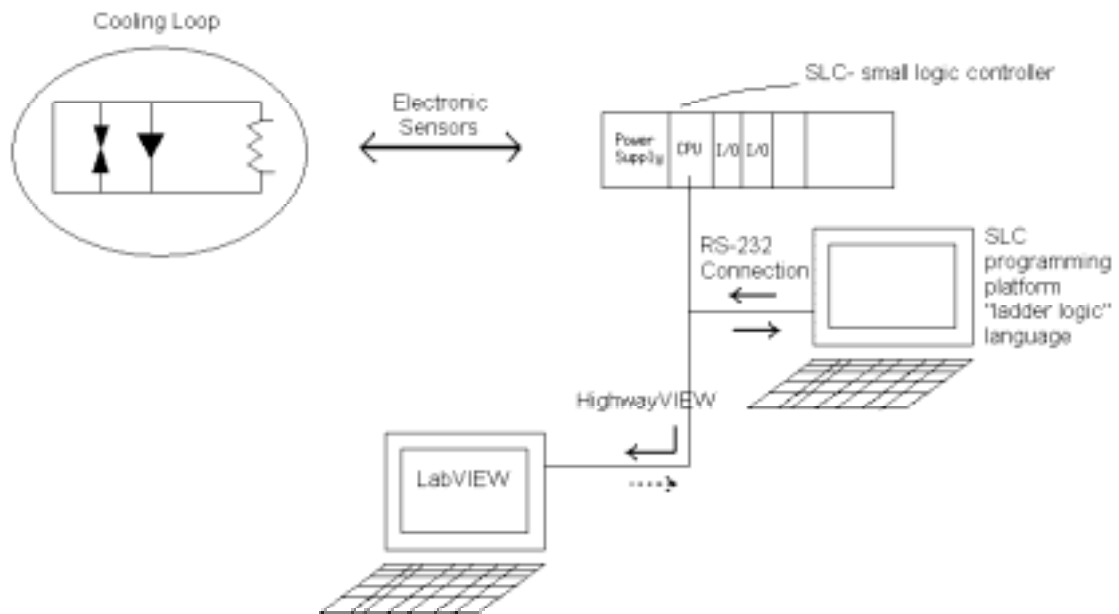 Cooling Loop
SLC- small logic controller
Electronic
Sensors
Power
Supply
CPU
I/O
I/O
RS-232
Connection
SLC
programming
platform
"ladder logic"
language
HighwayVIEW
LabVIEW